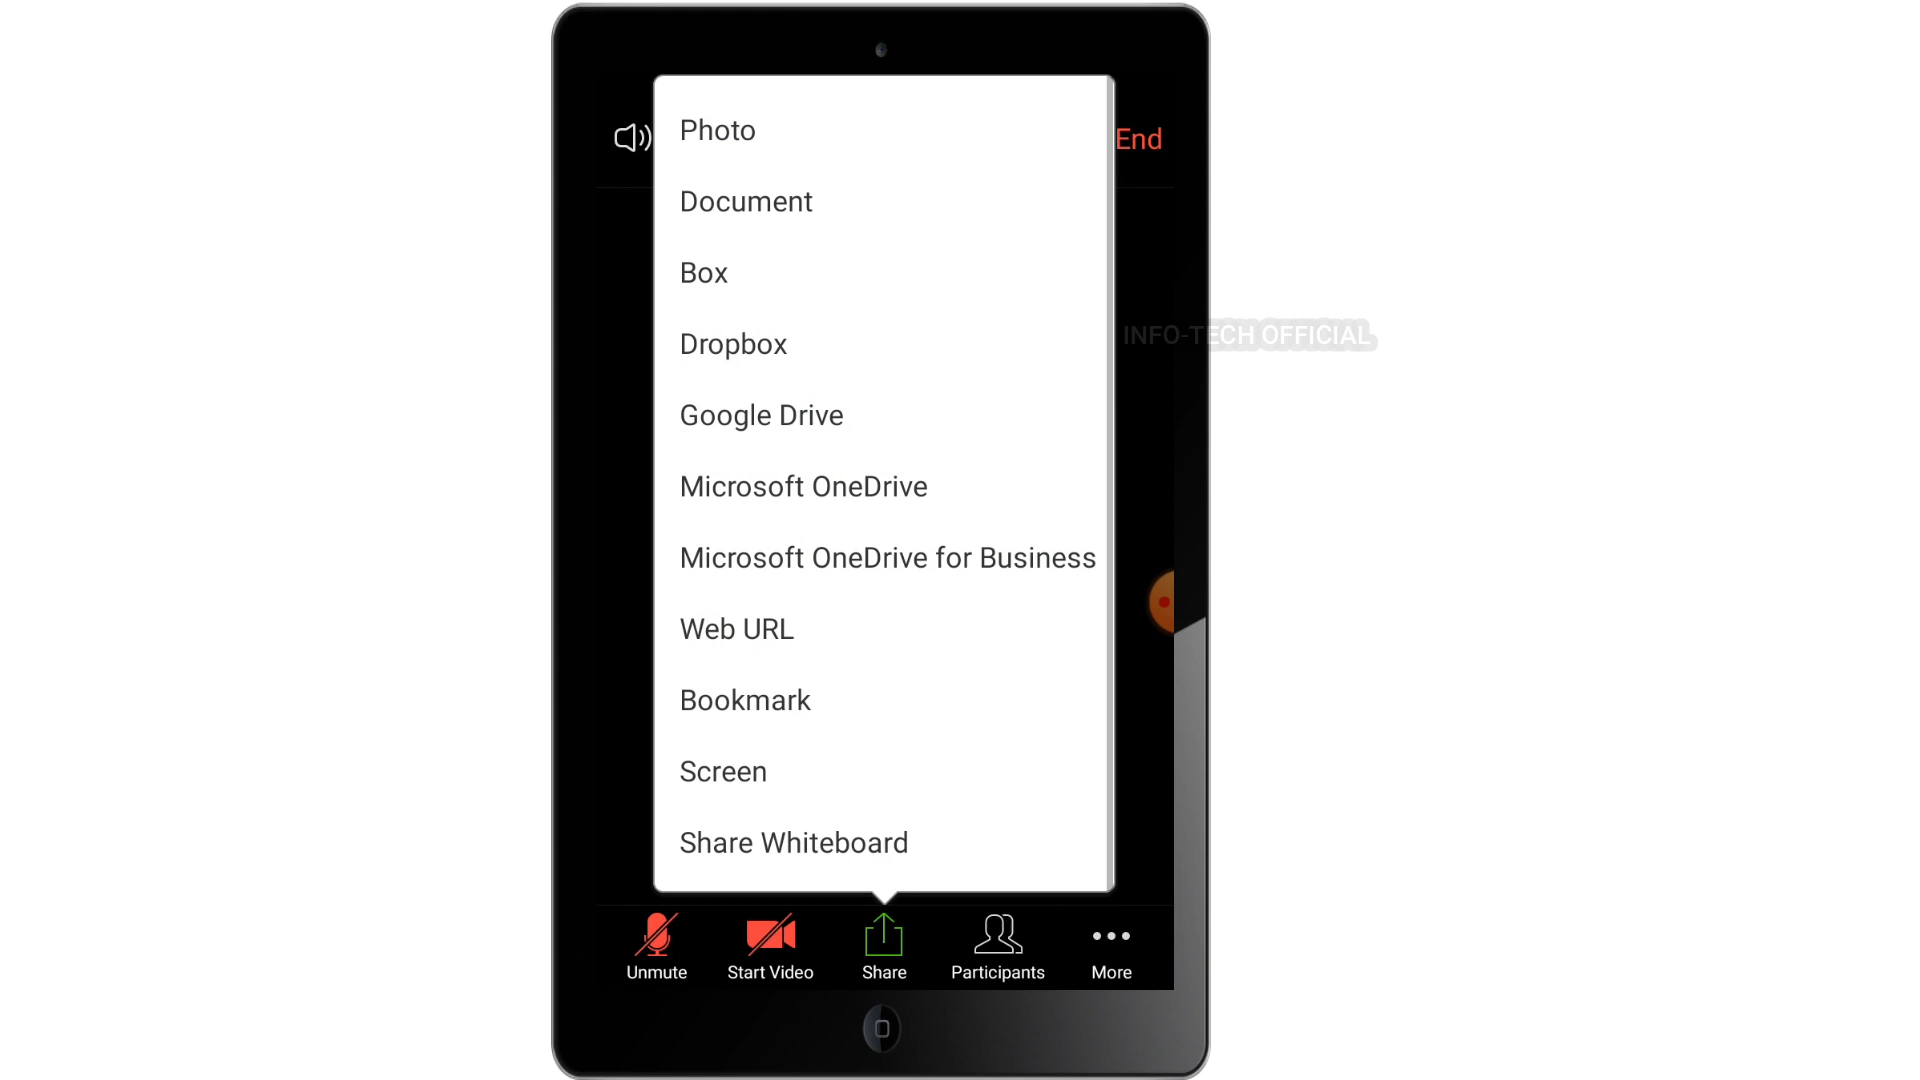 Photo
End
Document
Box
INFO-TECH OFFICIAL
Dropbox
Google Drive
Microsoft OneDrive
Microsoft OneDrive for Business
Web URL
Bookmark
Screen
Share Whiteboard
Unmute
Start Video
Share
Participants
More